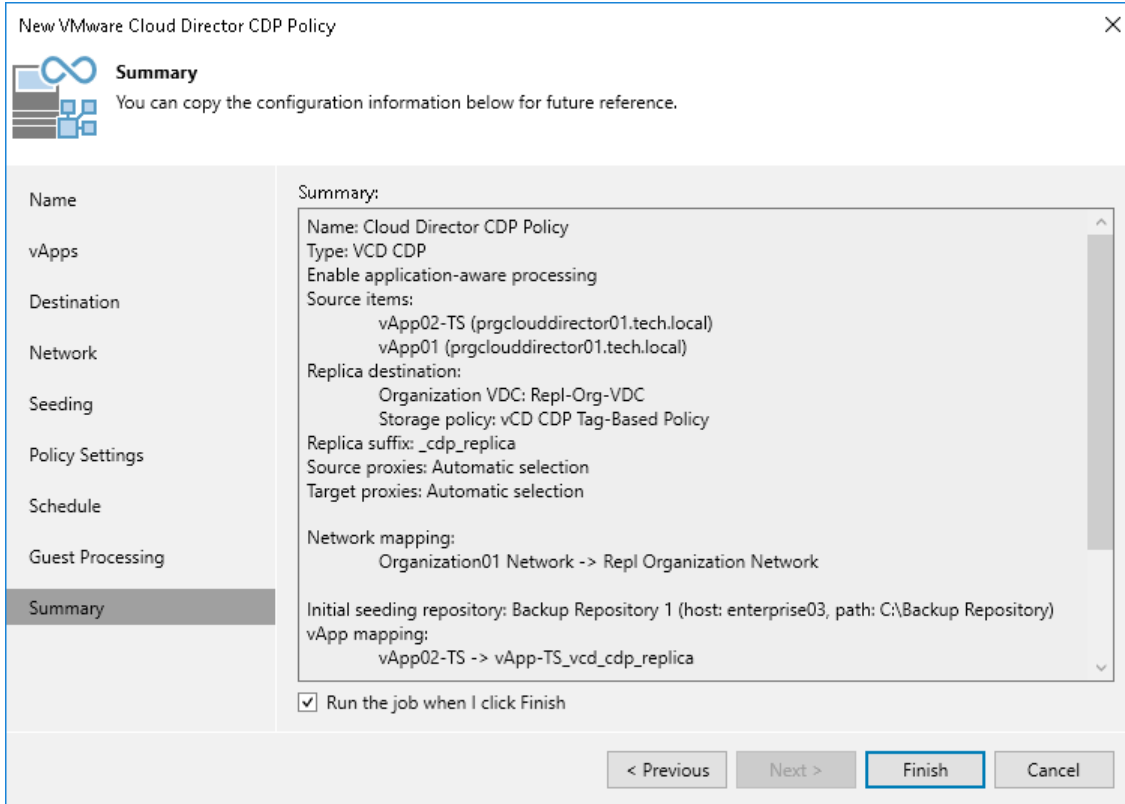 New VMware Cloud Director CDP Policy
Summary
You can copy the configuration information below for future reference.
Name
vApps
Destination
Network
Seeding
Policy Settings
Schedule
Guest Processing
Summary
Summary:
Name: Cloud Director CDP Policy
Type: VCD CDP
Enable application-aware processing
Source items:
vApp02-TS (prgclouddirector01.tech.local)
vApp01 (prgclouddirector01.tech.local)
Replica destination:
Organization VDC: Repl-Org-VDC
Storage policy: vCD CDP Tag-Based Policy
Replica suffix: _cdp_replica
Source proxies: Automatic selection
Target proxies: Automatic selection
Network mapping:
Organization01 Network -> Repl Organization Network
Initial seeding repository: Backup Repository 1 (host: enterprise03, path: C:\Backup Repository)
vApp mapping:
vApp02-TS -> vApp-TS_vcd_cdp_replica
Run the job when I click Finish
< Previous
Next >
Finish
Cancel